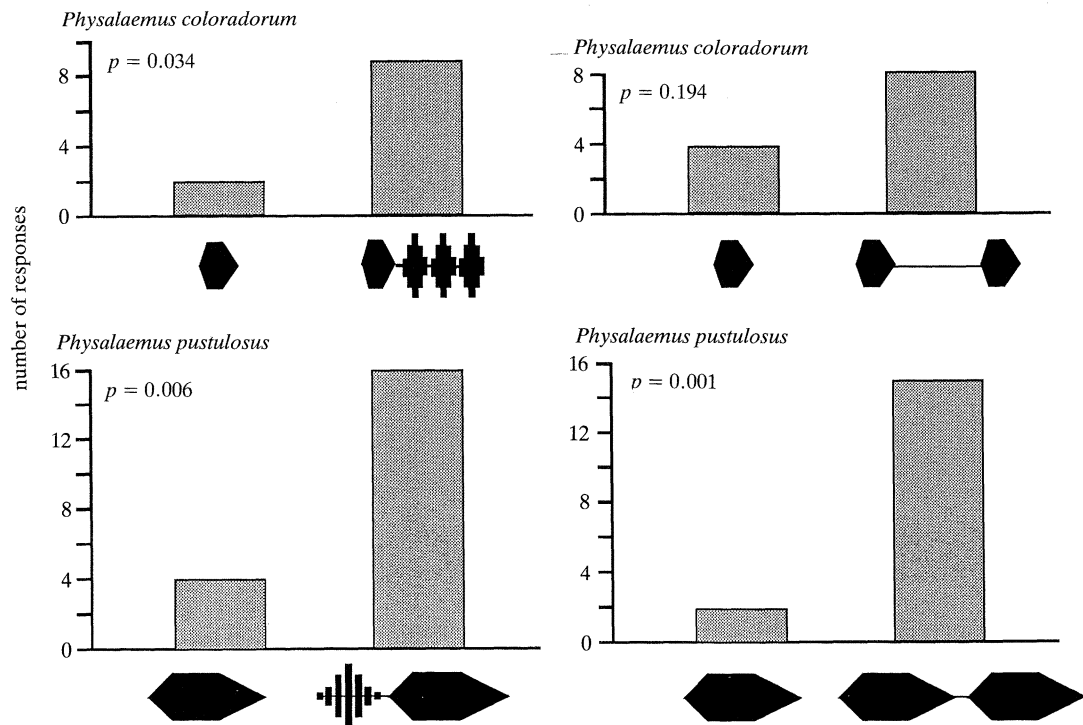 Physalaemus coloradorum
p = 0.034
8
4
0
Physalaemus coloradorum
p = 0.194
8
4
0
number of responses
Physalaemus pustulosus
p = 0.006
16
12
8
4
0
Physalaemus pustulosus
p = 0.001
16
12
8
4
0